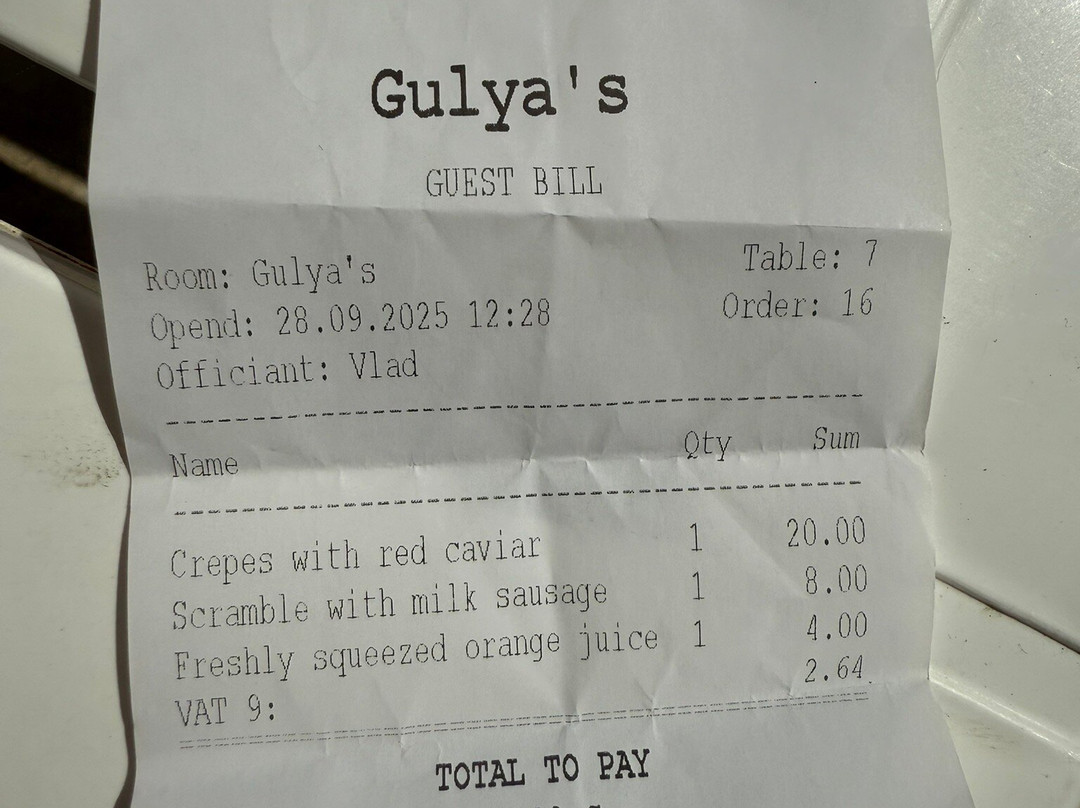 Gulya's
GUEST BILL
Room: Gulya's Table: 7
Opend: 28.09.2025 12:28 Order: 16
Officiant: Vlad
Name Qty Sum
Crepes with red caviar 1 20.00
Scramble with milk sausage 1 8.00
Freshly squeezed orange juice 1 4.00
VAT 9: 2.64
TOTAL TO PAY